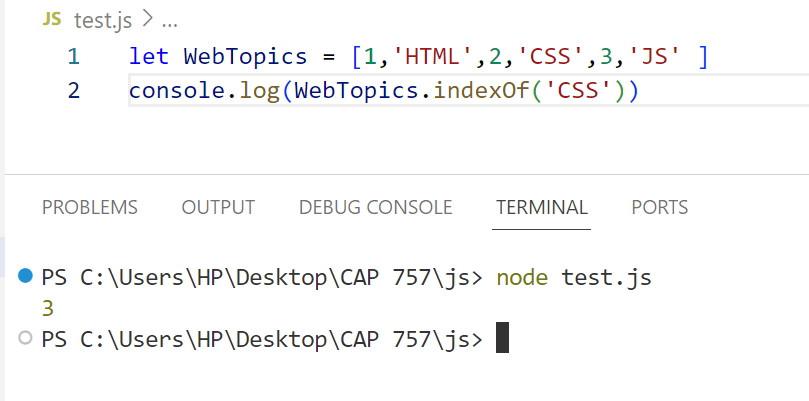 JS test.js > ...
1 let WebTopics = [1,'HTML',2,'CSS',3,'JS' ]
2 console.log(WebTopics.indexOf('CSS'))
PROBLEMS OUTPUT DEBUG CONSOLE TERMINAL PORTS
PS C:\Users\HP\Desktop\CAP 757\js> node test.js
3
PS C:\Users\HP\Desktop\CAP 757\js>